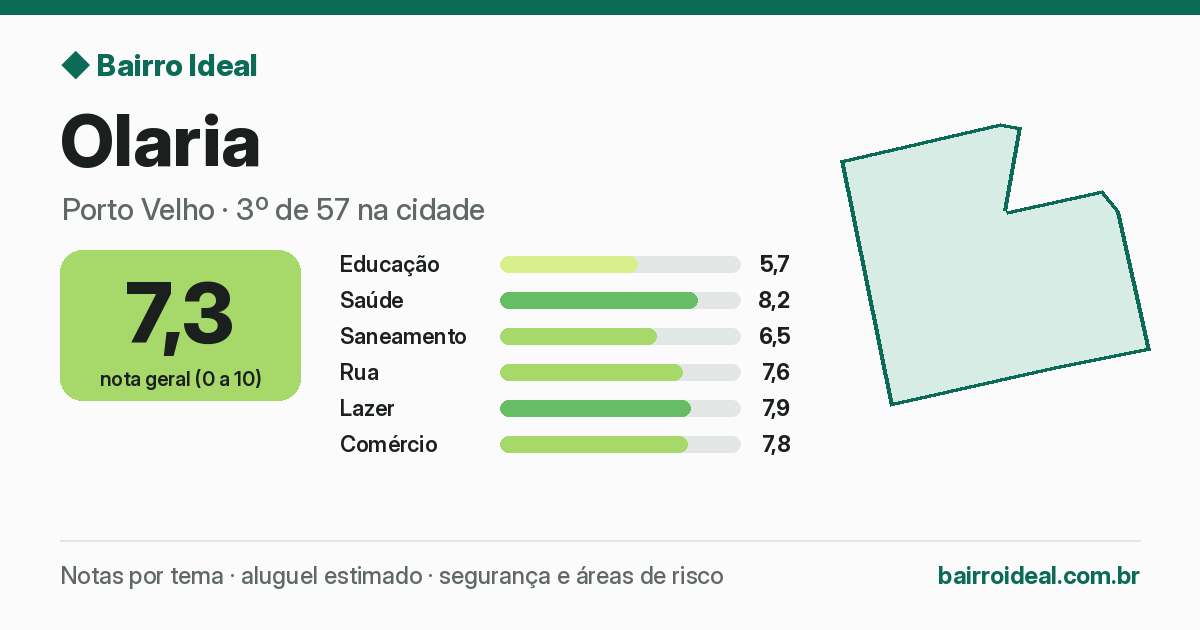 Bairro Ideal
Olaria
Porto Velho · 3º de 57 na cidade
7,3
nota geral (0 a 10)
Educação 5,7
Saúde 8,2
Saneamento 6,5
Rua 7,6
Lazer 7,9
Comércio 7,8
Notas por tema · aluguel estimado · segurança e áreas de risco
bairroideal.com.br